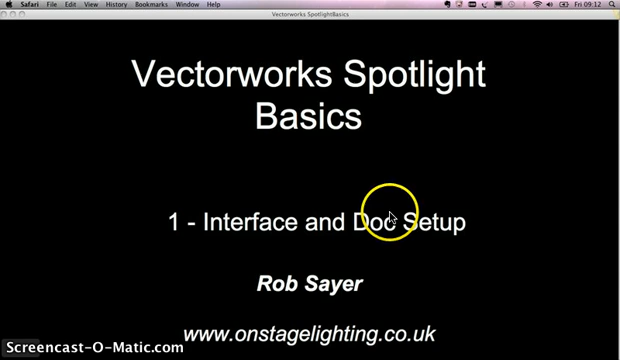 Safari File Edit View History Bookmarks Window Help Fri 09:12
Vectorworks SpotlightBasics
Vectorworks Spotlight
Basics
1 - Interface and Doc Setup
Rob Sayer
www.onstagelighting.co.uk
Screencast-O-Matic.com